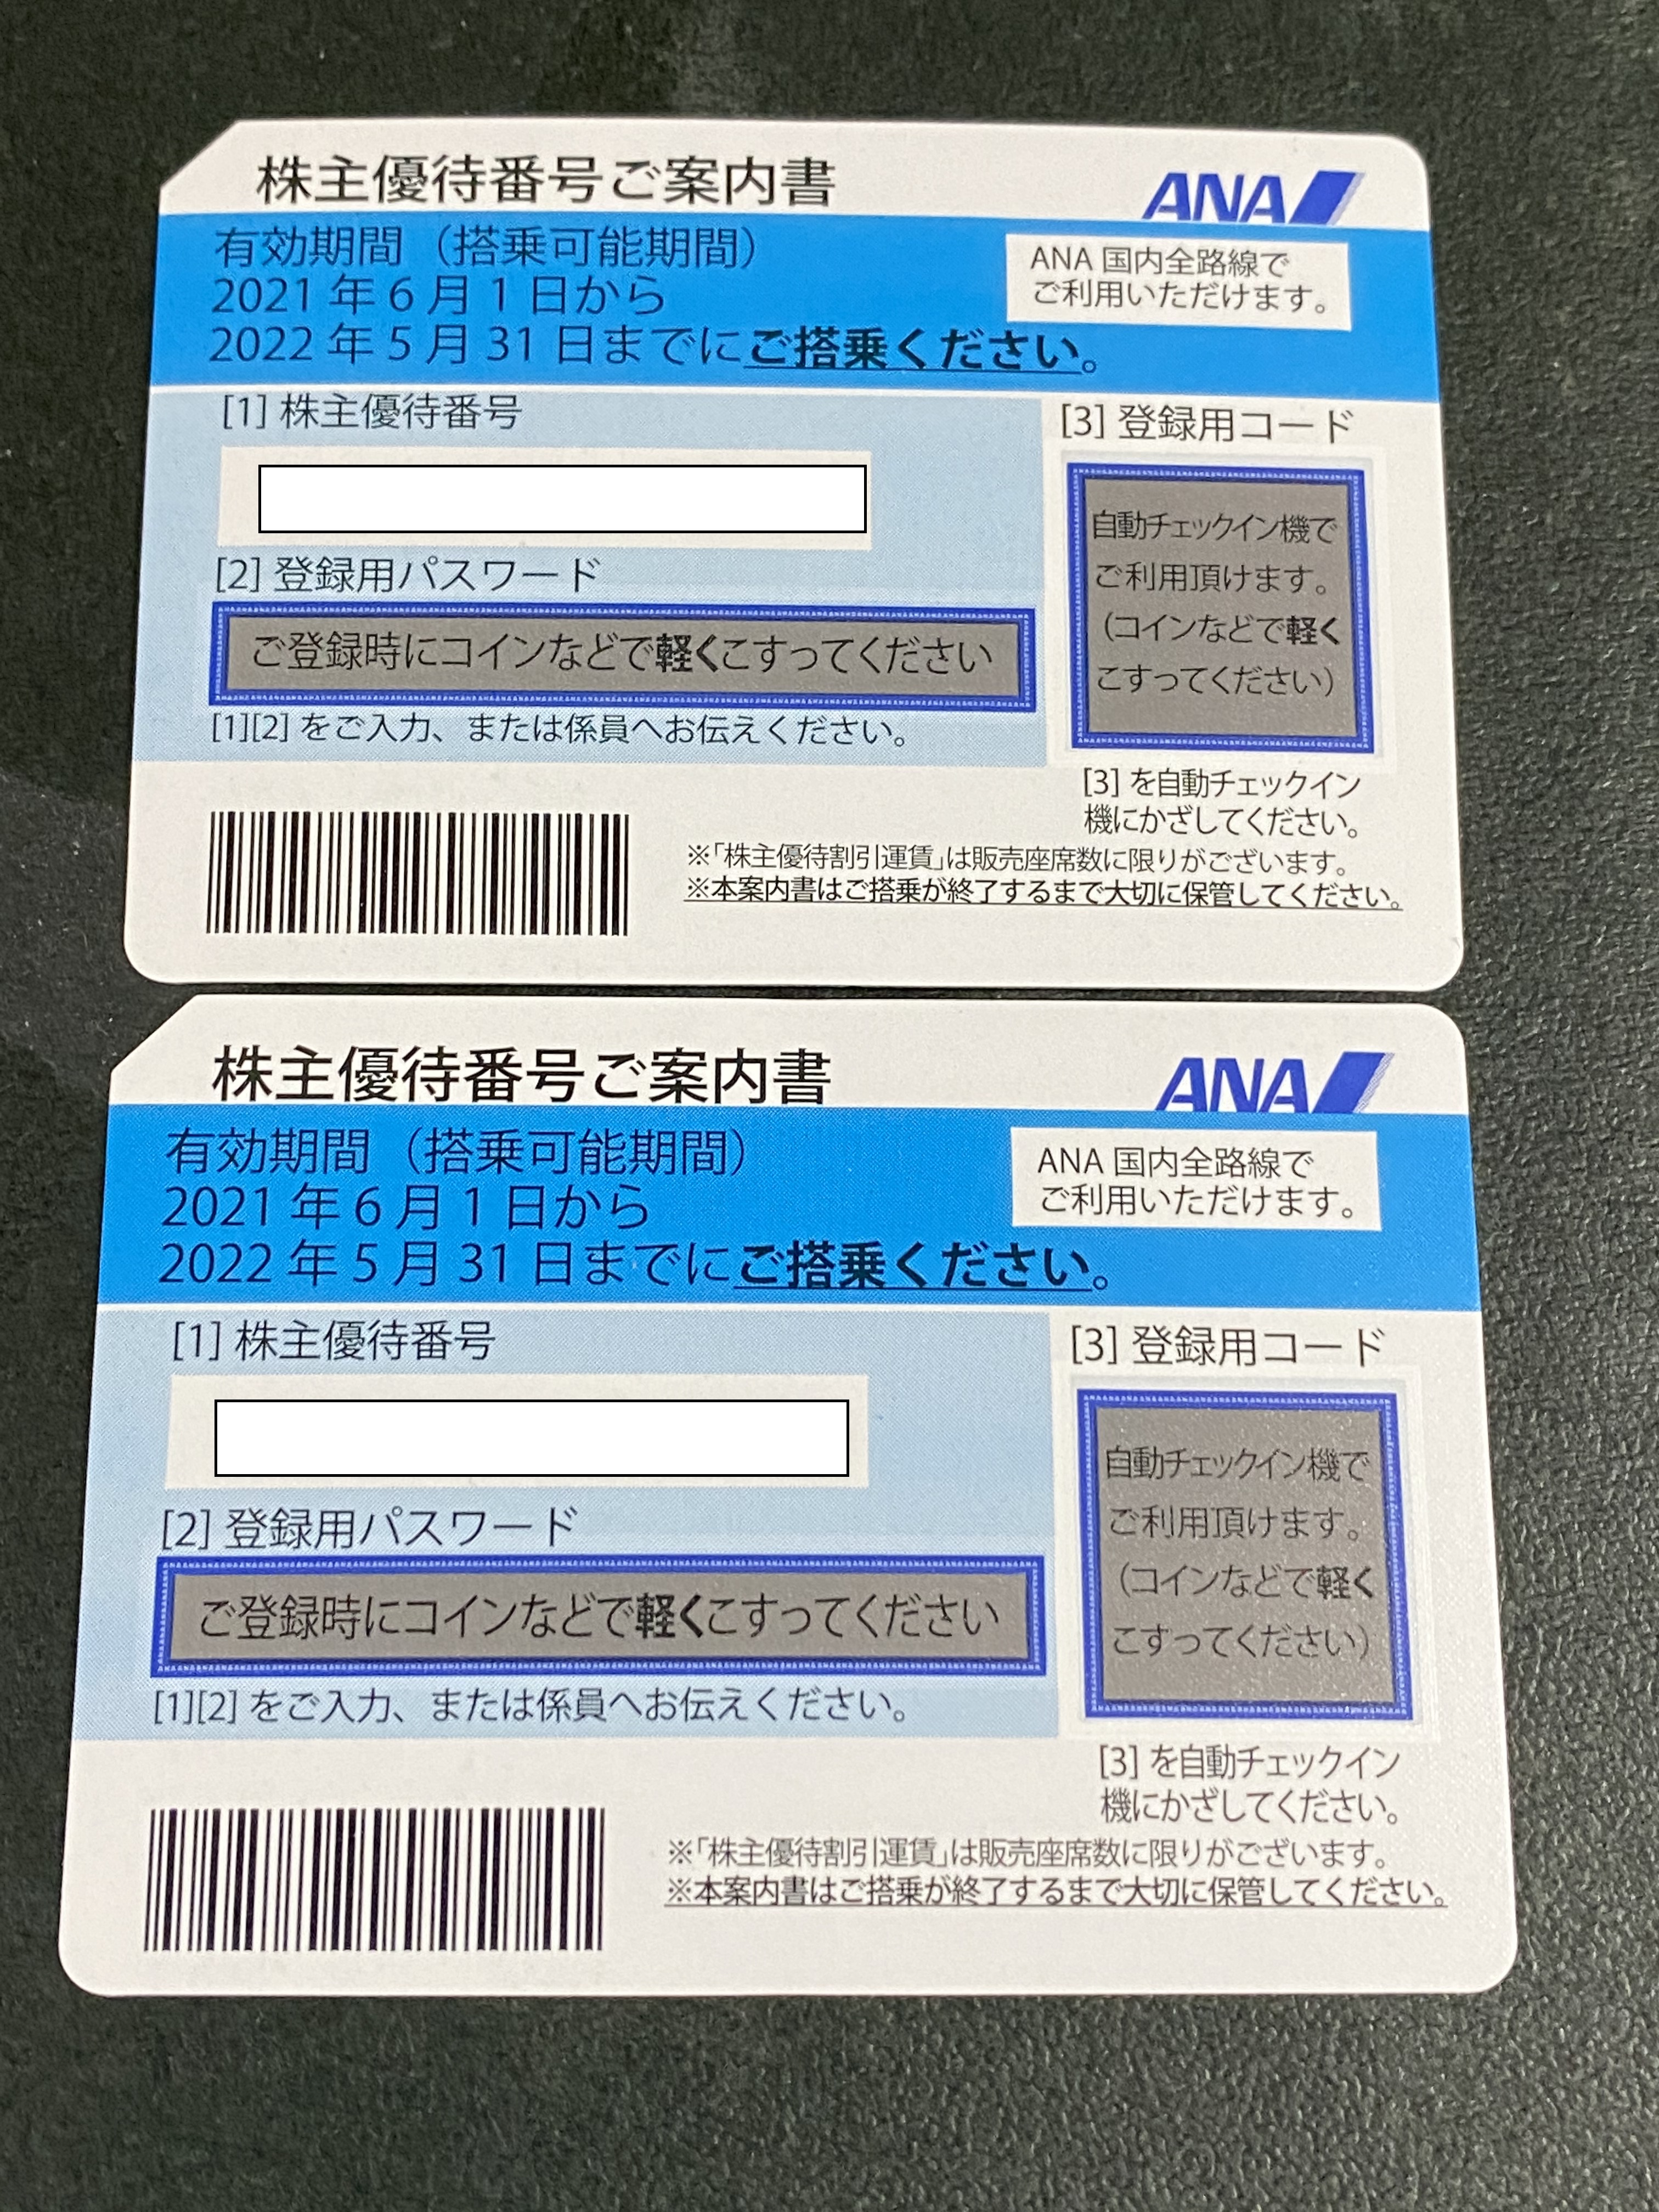 株主優待番号ご案内書
ANA
有効期間（搭乗可能期間）
2021年6月1日から
2022年5月31日までにご搭乗ください。
ANA国内全路線で
ご利用いただけます。
[1] 株主優待番号
[2] 登録用パスワード
ご登録時にコインなどで軽くこすってください
[1][2] をご入力、または係員へお伝えください。
[3] 登録用コード
自動チェックイン機で
ご利用頂けます。
（コインなどで軽く
こすってください）
[3] を自動チェックイン
機にかざしてください。
※「株主優待割引運賃」は販売座席数に限りがございます。
※本案内書はご搭乗が終了するまで大切に保管してください。
株主優待番号ご案内書
ANA
有効期間（搭乗可能期間）
2021年6月1日から
2022年5月31日までにご搭乗ください。
ANA国内全路線で
ご利用いただけます。
[1] 株主優待番号
[2] 登録用パスワード
ご登録時にコインなどで軽くこすってください
[1][2] をご入力、または係員へお伝えください。
[3] 登録用コード
自動チェックイン機で
ご利用頂けます。
（コインなどで軽く
こすってください）
[3] を自動チェックイン
機にかざしてください。
※「株主優待割引運賃」は販売座席数に限りがございます。
※本案内書はご搭乗が終了するまで大切に保管してください。